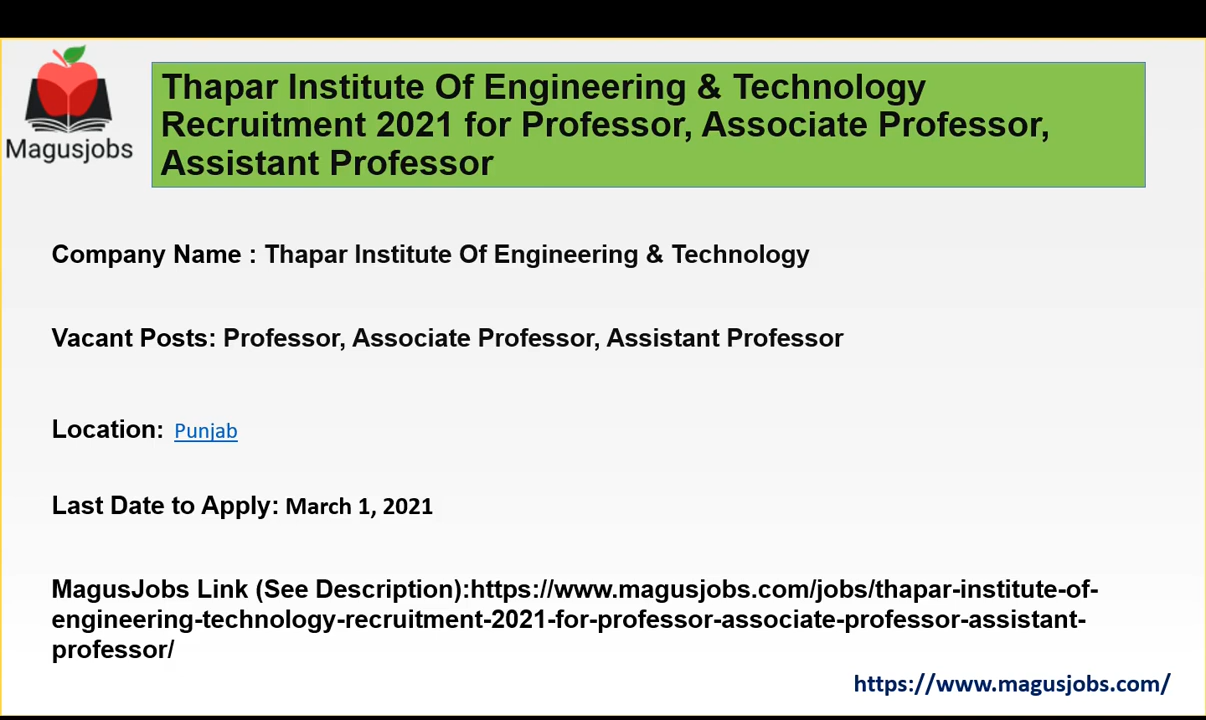 Magusjobs
Thapar Institute Of Engineering & Technology
Recruitment 2021 for Professor, Associate Professor,
Assistant Professor
Company Name : Thapar Institute Of Engineering & Technology
Vacant Posts: Professor, Associate Professor, Assistant Professor
Location: Punjab
Last Date to Apply: March 1, 2021
MagusJobs Link (See Description):https://www.magusjobs.com/jobs/thapar-institute-of-
engineering-technology-recruitment-2021-for-professor-associate-professor-assistant-
professor/
https://www.magusjobs.com/